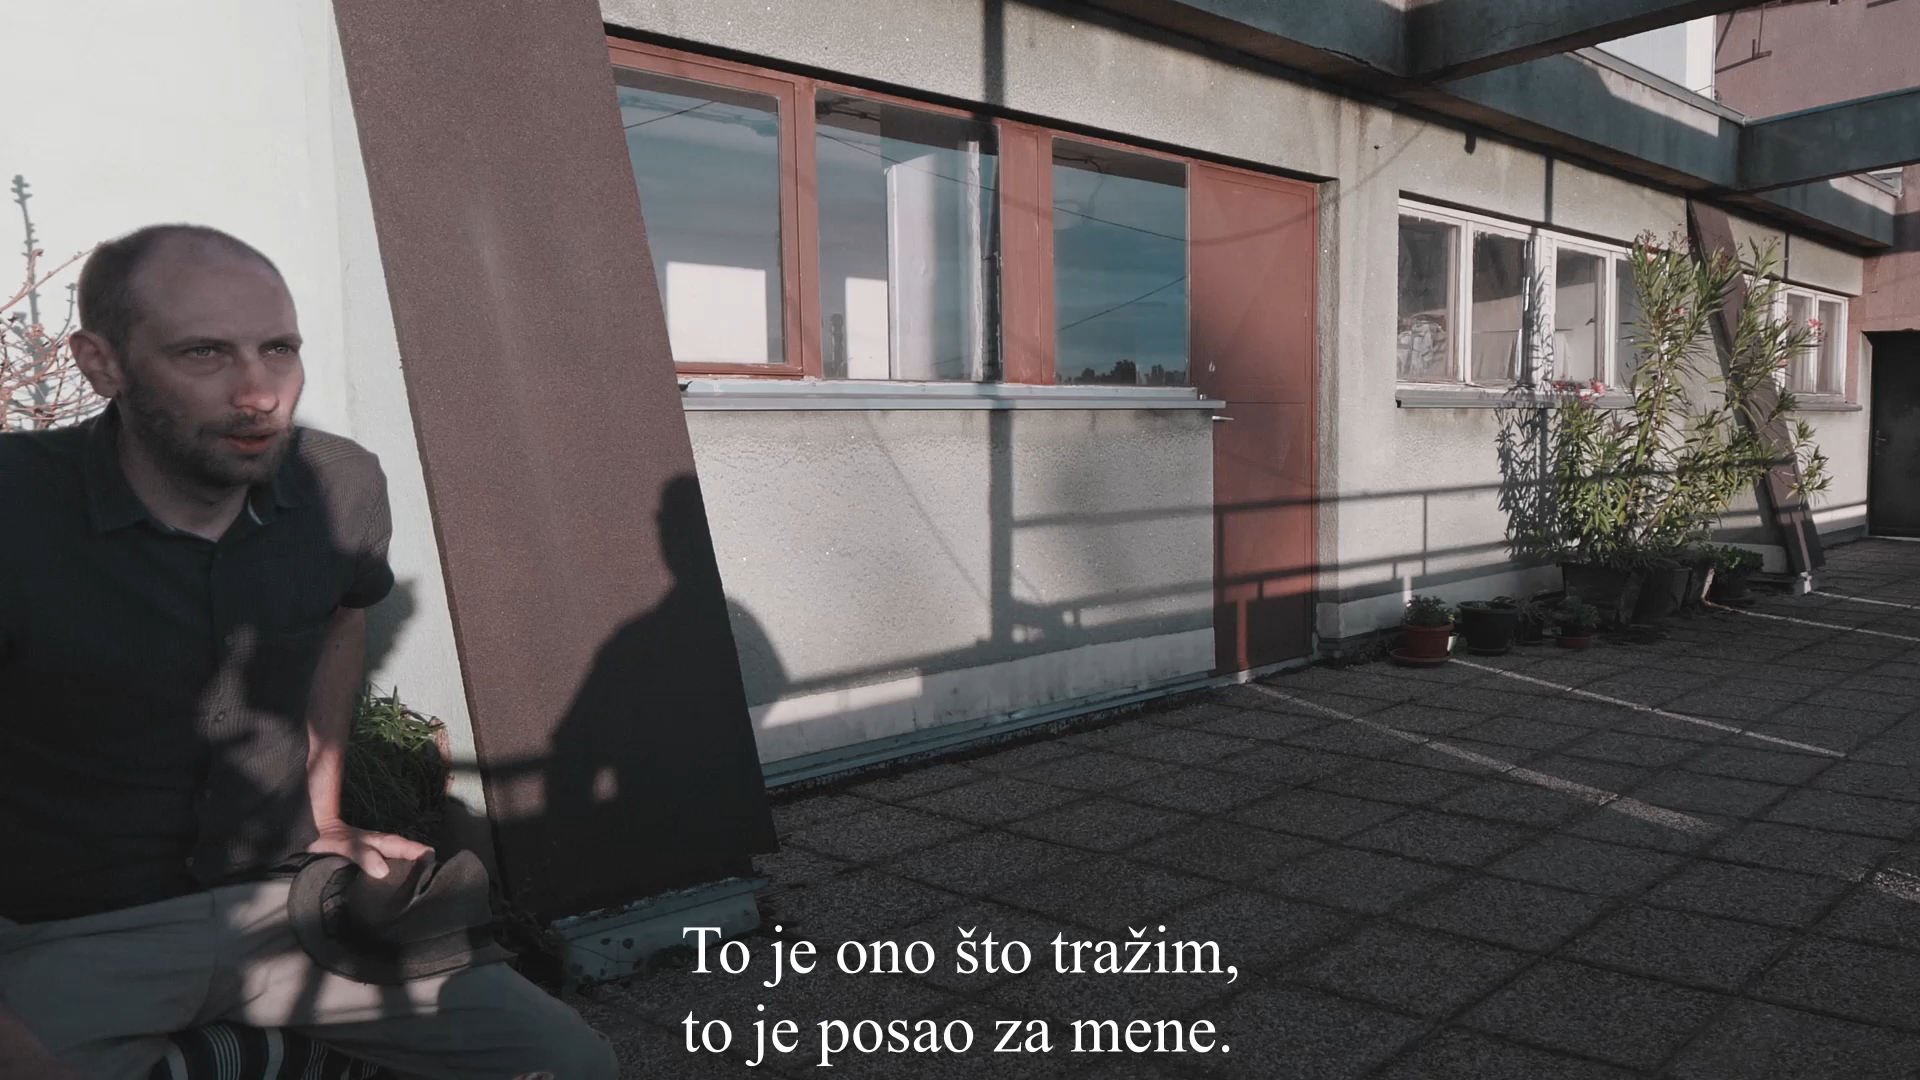 To je ono što tražim,
to je posao za mene.